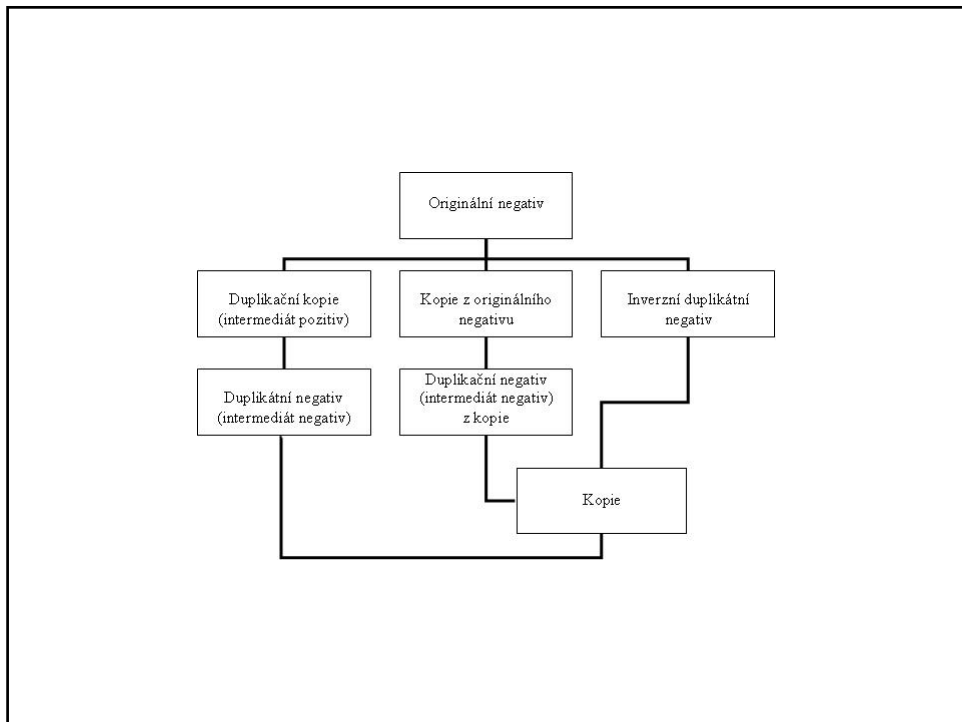 Originální negativ
Duplikační kopie
(intermediát pozitiv)
Kopie z originálního
negativu
Inverzní duplikátní
negativ
Duplikátní negativ
(intermediát negativ)
Duplikační negativ
(intermediát negativ)
z kopie
Kopie